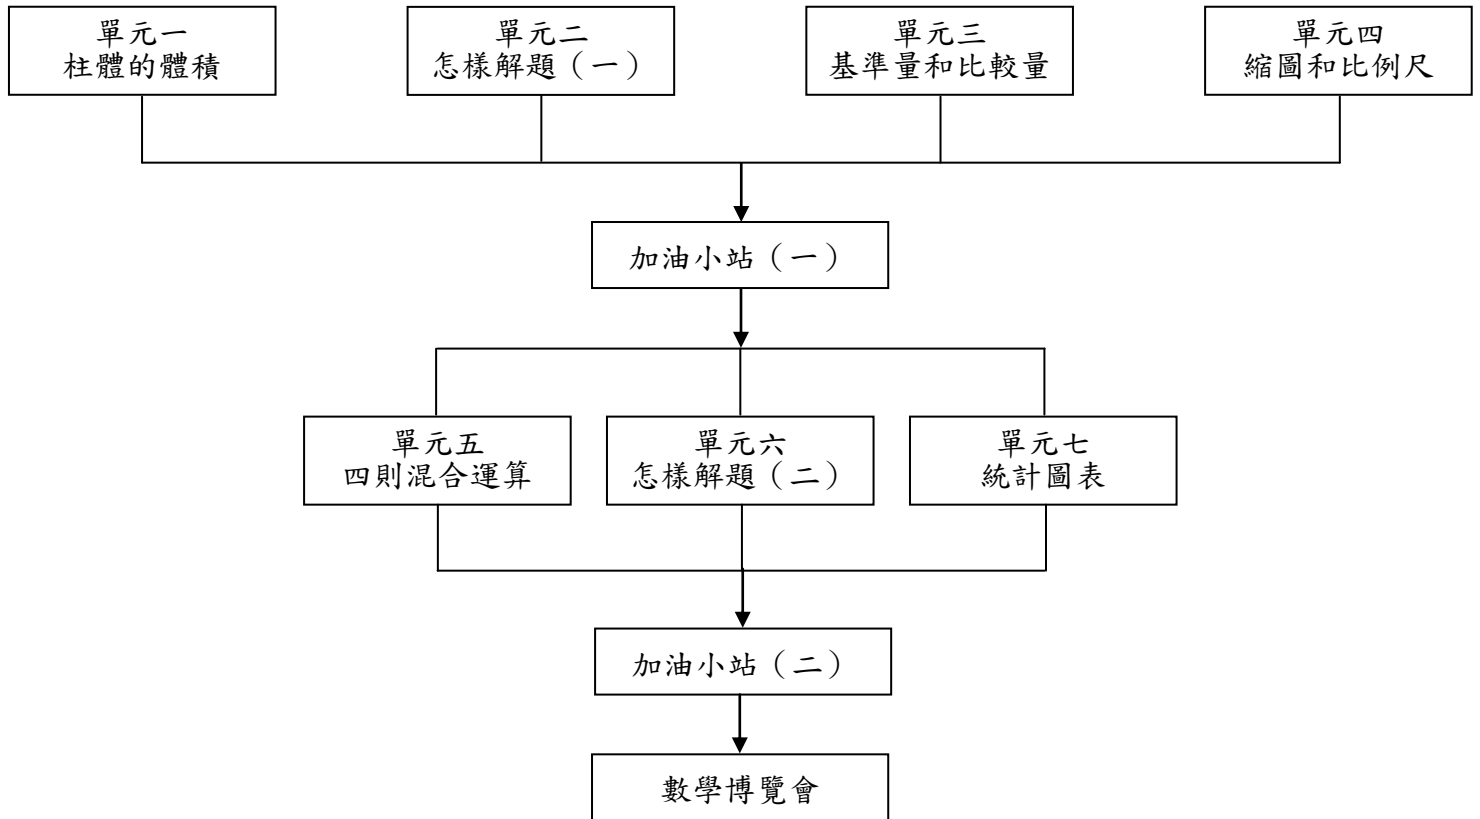 單元一
柱體的體積
單元二
怎樣解題（一）
單元三
基準量和比較量
單元四
縮圖和比例尺
加油小站（一）
單元五
四則混合運算
單元六
怎樣解題（二）
單元七
統計圖表
加油小站（二）
數學博覽會